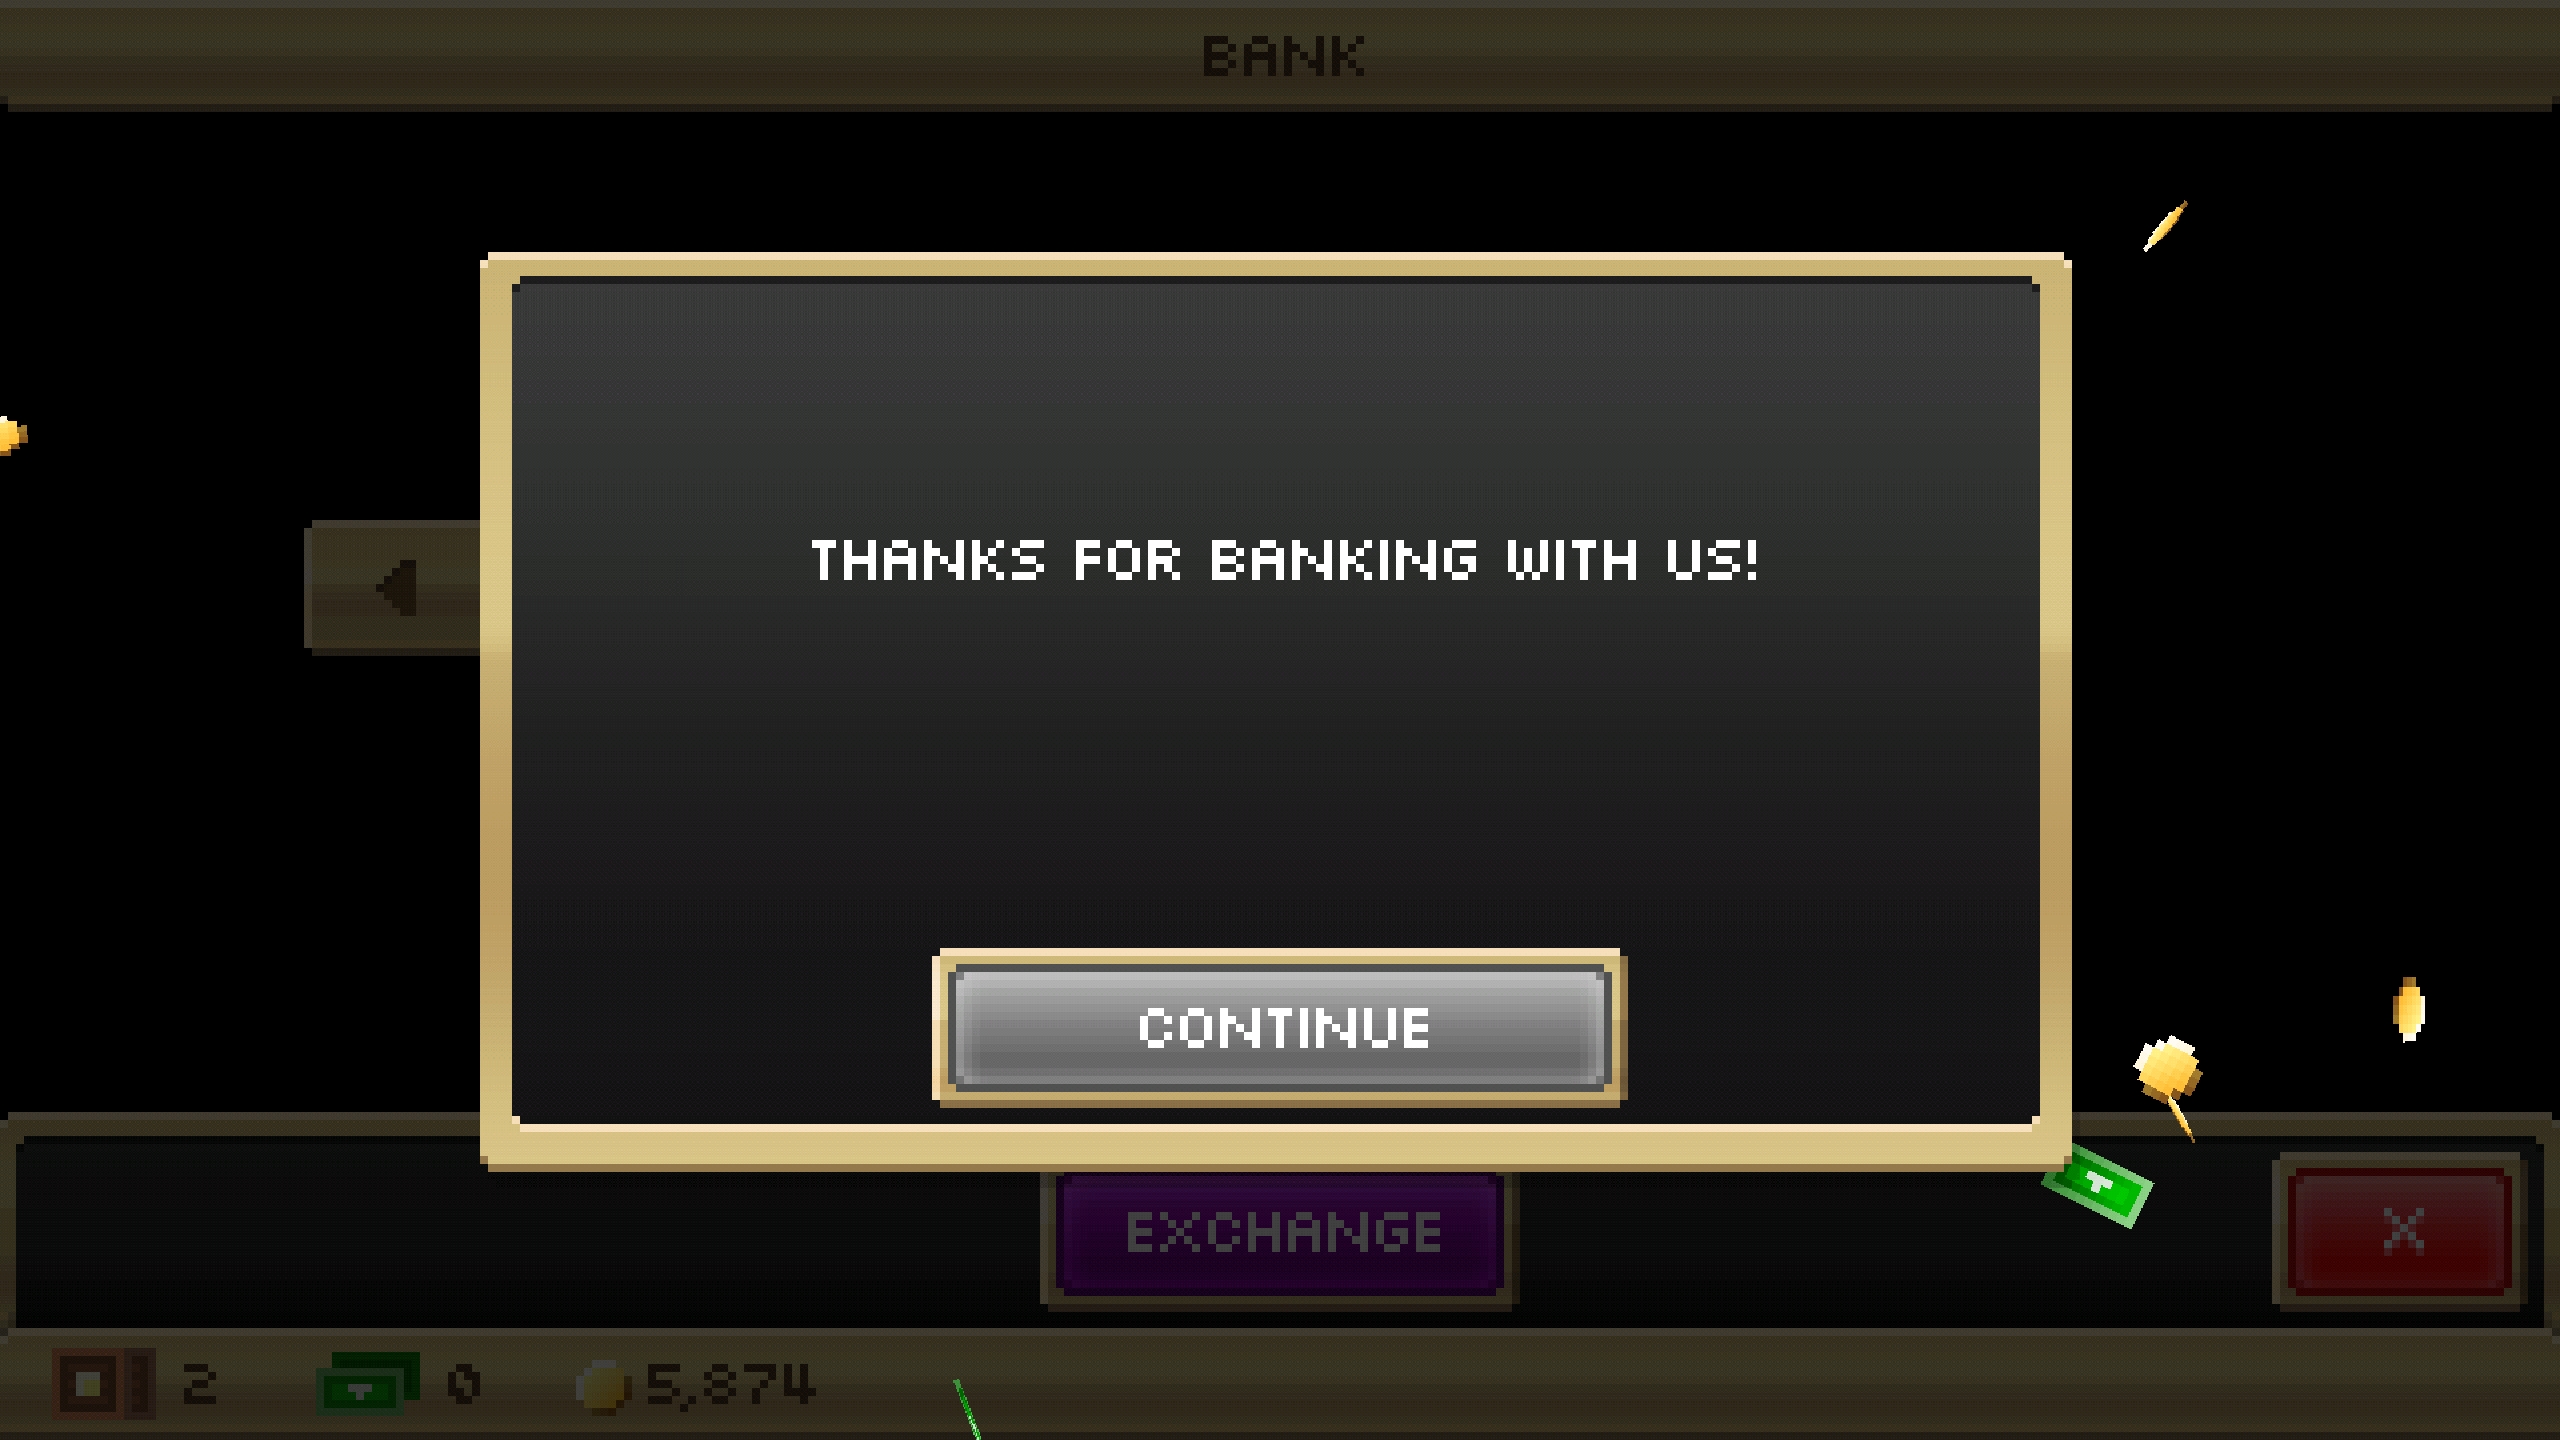 BANK
THANKS FOR BANKING WITH US!
CONTINUE
EXCHANGE
X
2 0 5,874